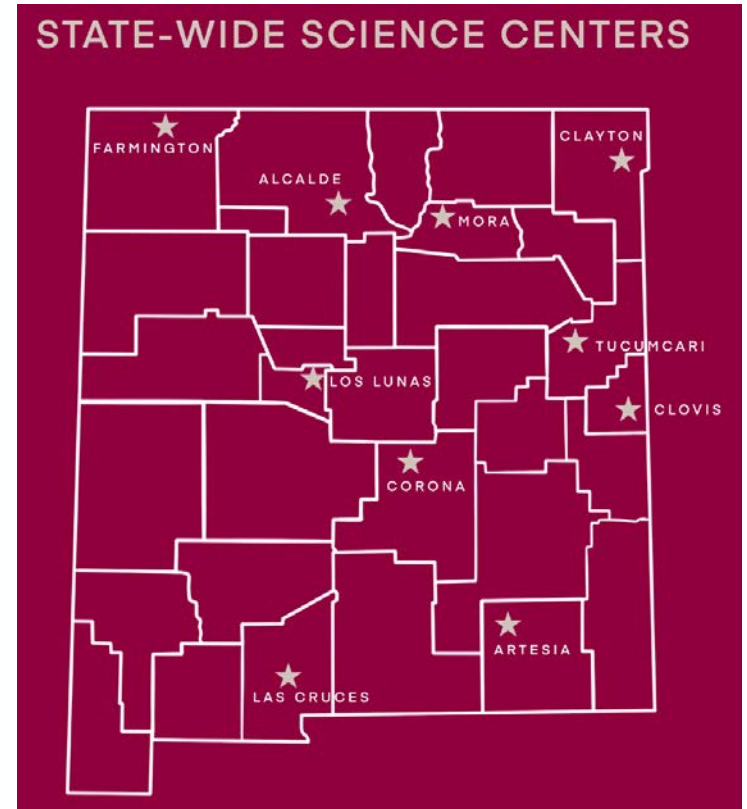 STATE-WIDE SCIENCE CENTERS
FARMINGTON
CLAYTON
ALCALDE
MORA
TUCUMCARI
LOS LUNAS
CLOVIS
CORONA
ARTESIA
LAS CRUCES